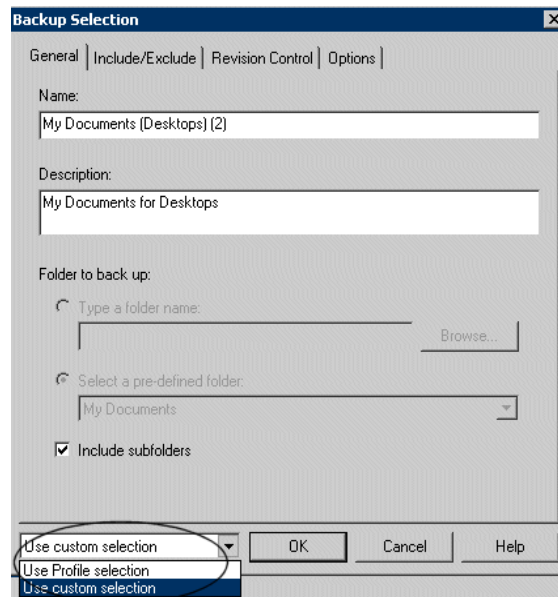 Backup Selection
General
Include/Exclude
Revision Control
Options
Name:
My Documents (Desktops) (2)
Description:
My Documents for Desktops
Folder to back up:
Type a folder name:
Browse...
Select a pre-defined folder:
My Documents
Include subfolders
Use custom selection
OK
Cancel
Help
Use Profile selection
Use custom selection